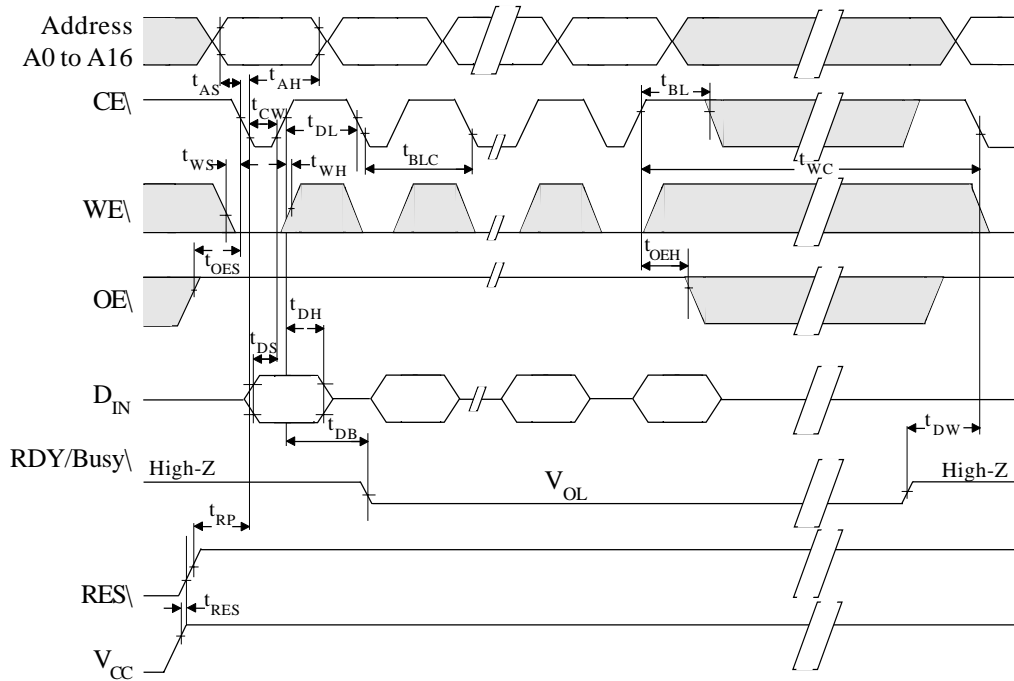 Address
A0 to A16
tAS
tAH
CE\
tCW
tDL
tBLC
tBL
tWS
tWH
tWC
WE\
tOES
tOEH
OE\
tDH
tDS
DIN
tDB
tDW
RDY/Busy\
High-Z
VOL
High-Z
tRP
RES\
tRES
VCC